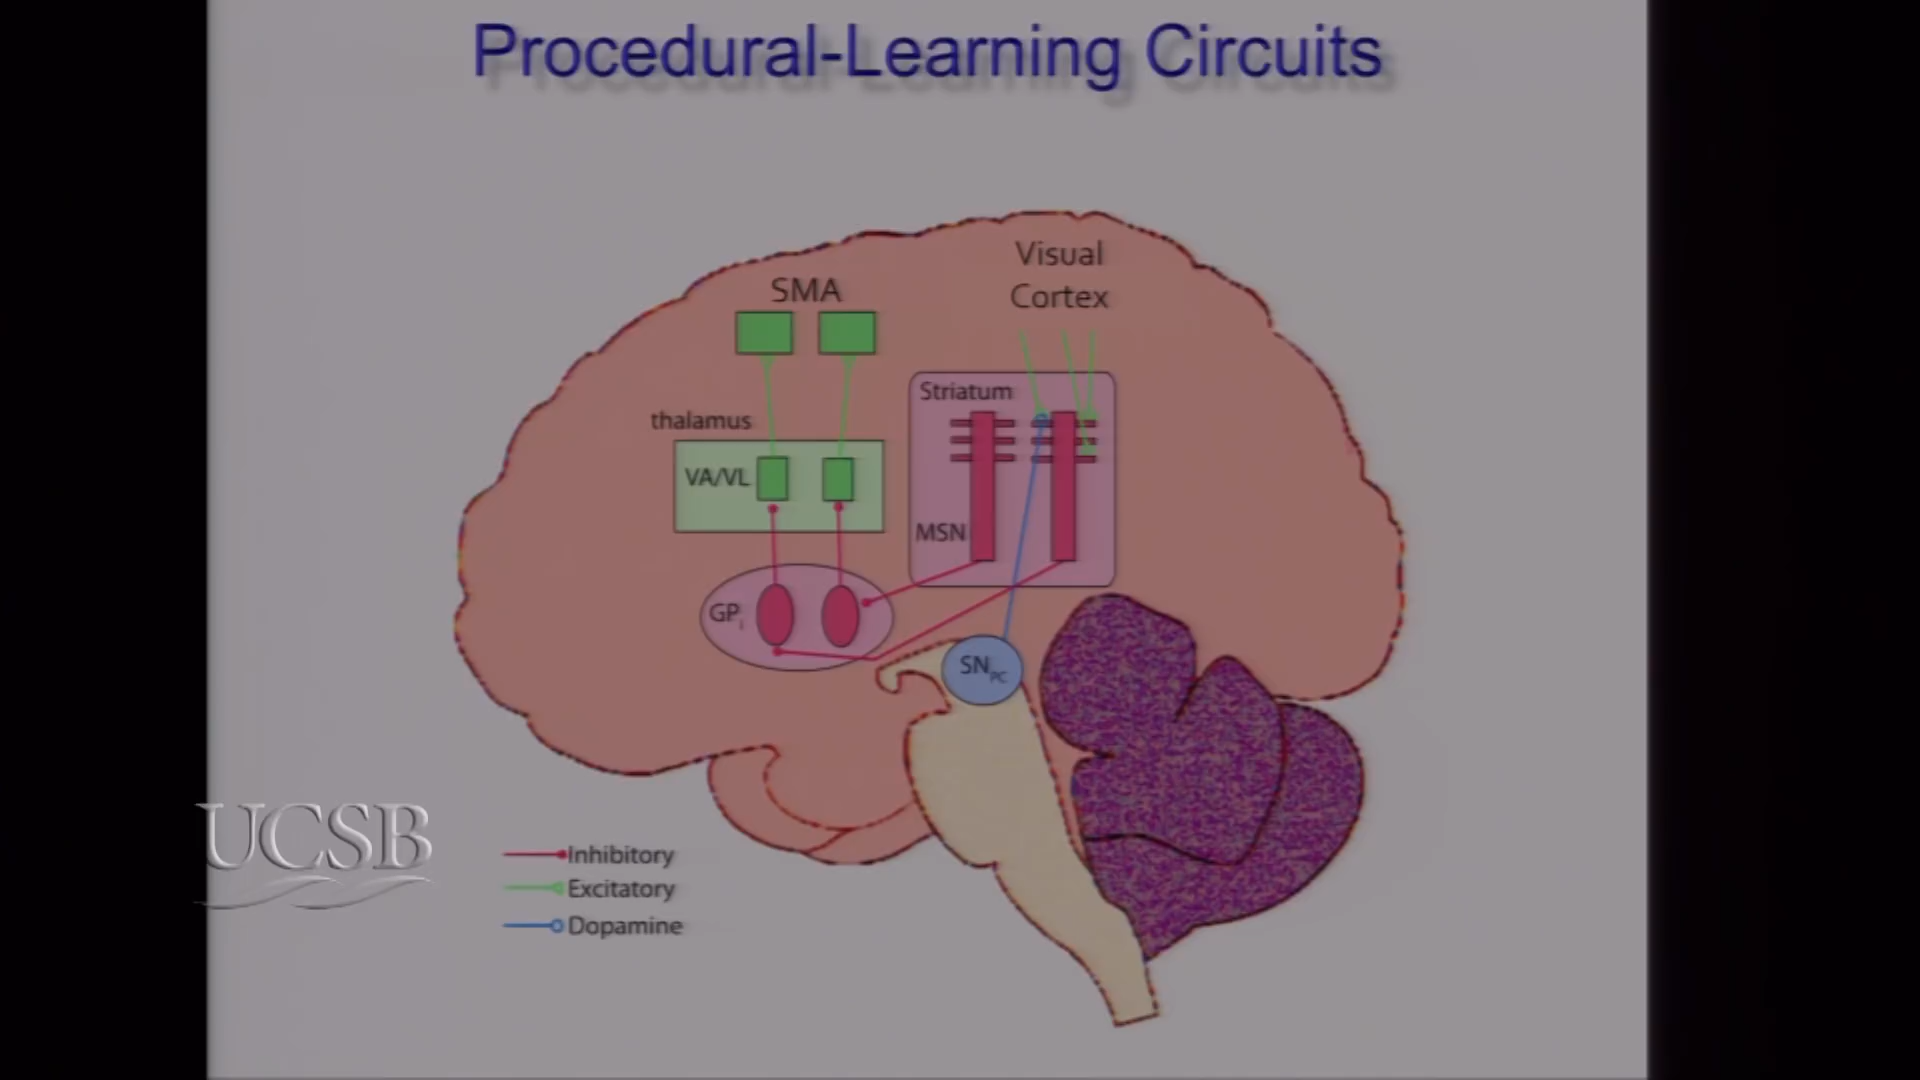 Procedural-Learning Circuits
Visual
Cortex
SMA
Striatum
thalamus
VA/VL
MSN
GPi
SNPC
UCSB
Inhibitory
Excitatory
Dopamine